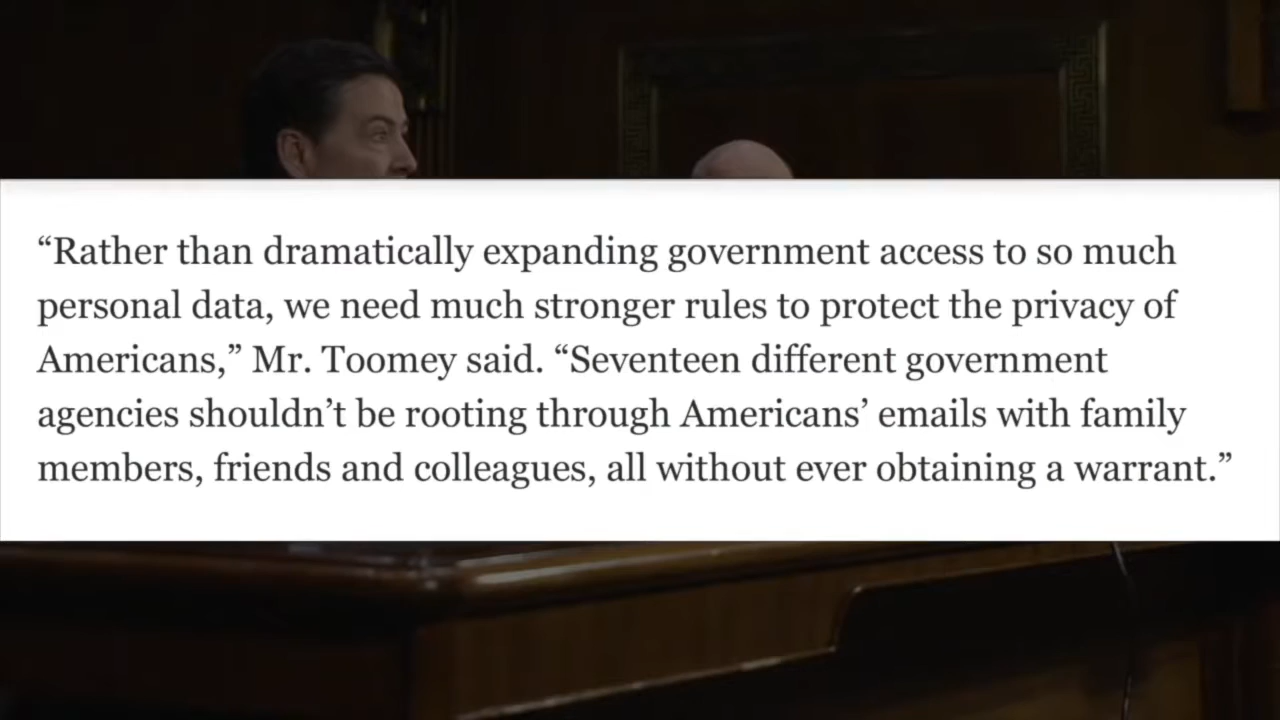 “Rather than dramatically expanding government access to so much
personal data, we need much stronger rules to protect the privacy of
Americans,” Mr. Toomey said. “Seventeen different government
agencies shouldn’t be rooting through Americans’ emails with family
members, friends and colleagues, all without ever obtaining a warrant.”